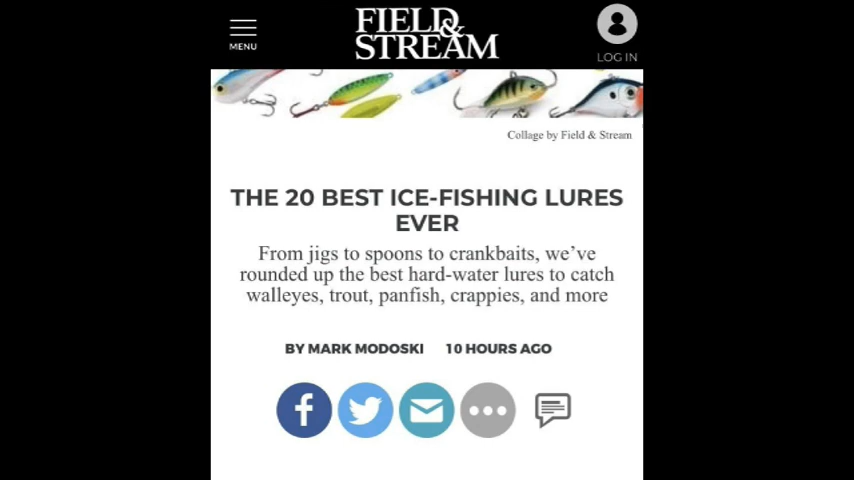 FIELD & STREAM
MENU
LOG IN
Collage by Field & Stream
THE 20 BEST ICE-FISHING LURES
EVER
From jigs to spoons to crankbaits, we've
rounded up the best hard-water lures to catch
walleyes, trout, panfish, crappies, and more
BY MARK MODOSKI 10 HOURS AGO